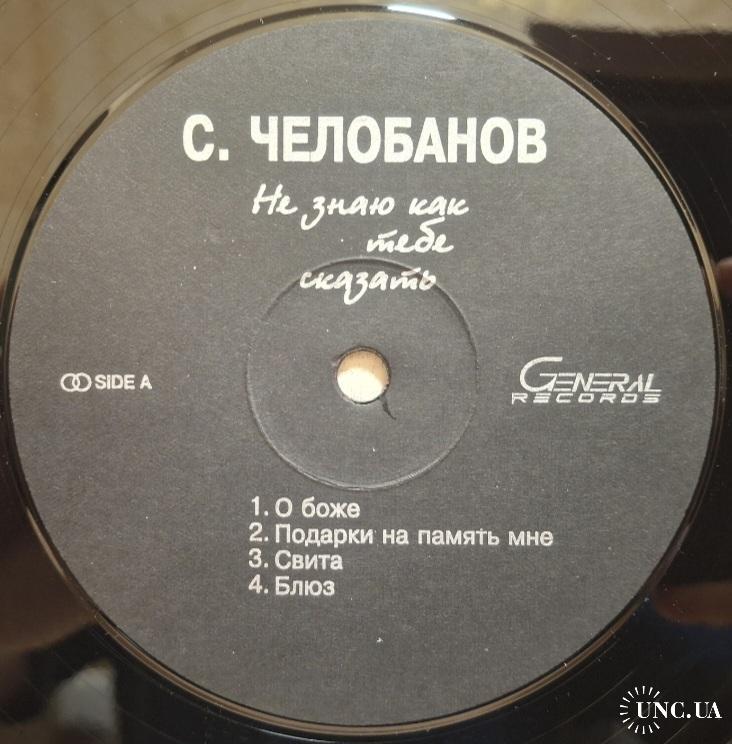 С. ЧЕЛОБАНОВ
Не знаю как
тебе
сказать
SIDE A
GENERAL
RECORDS
1. О боже
2. Подарки на память мне
3. Свита
4. Блюз
UNC.UA